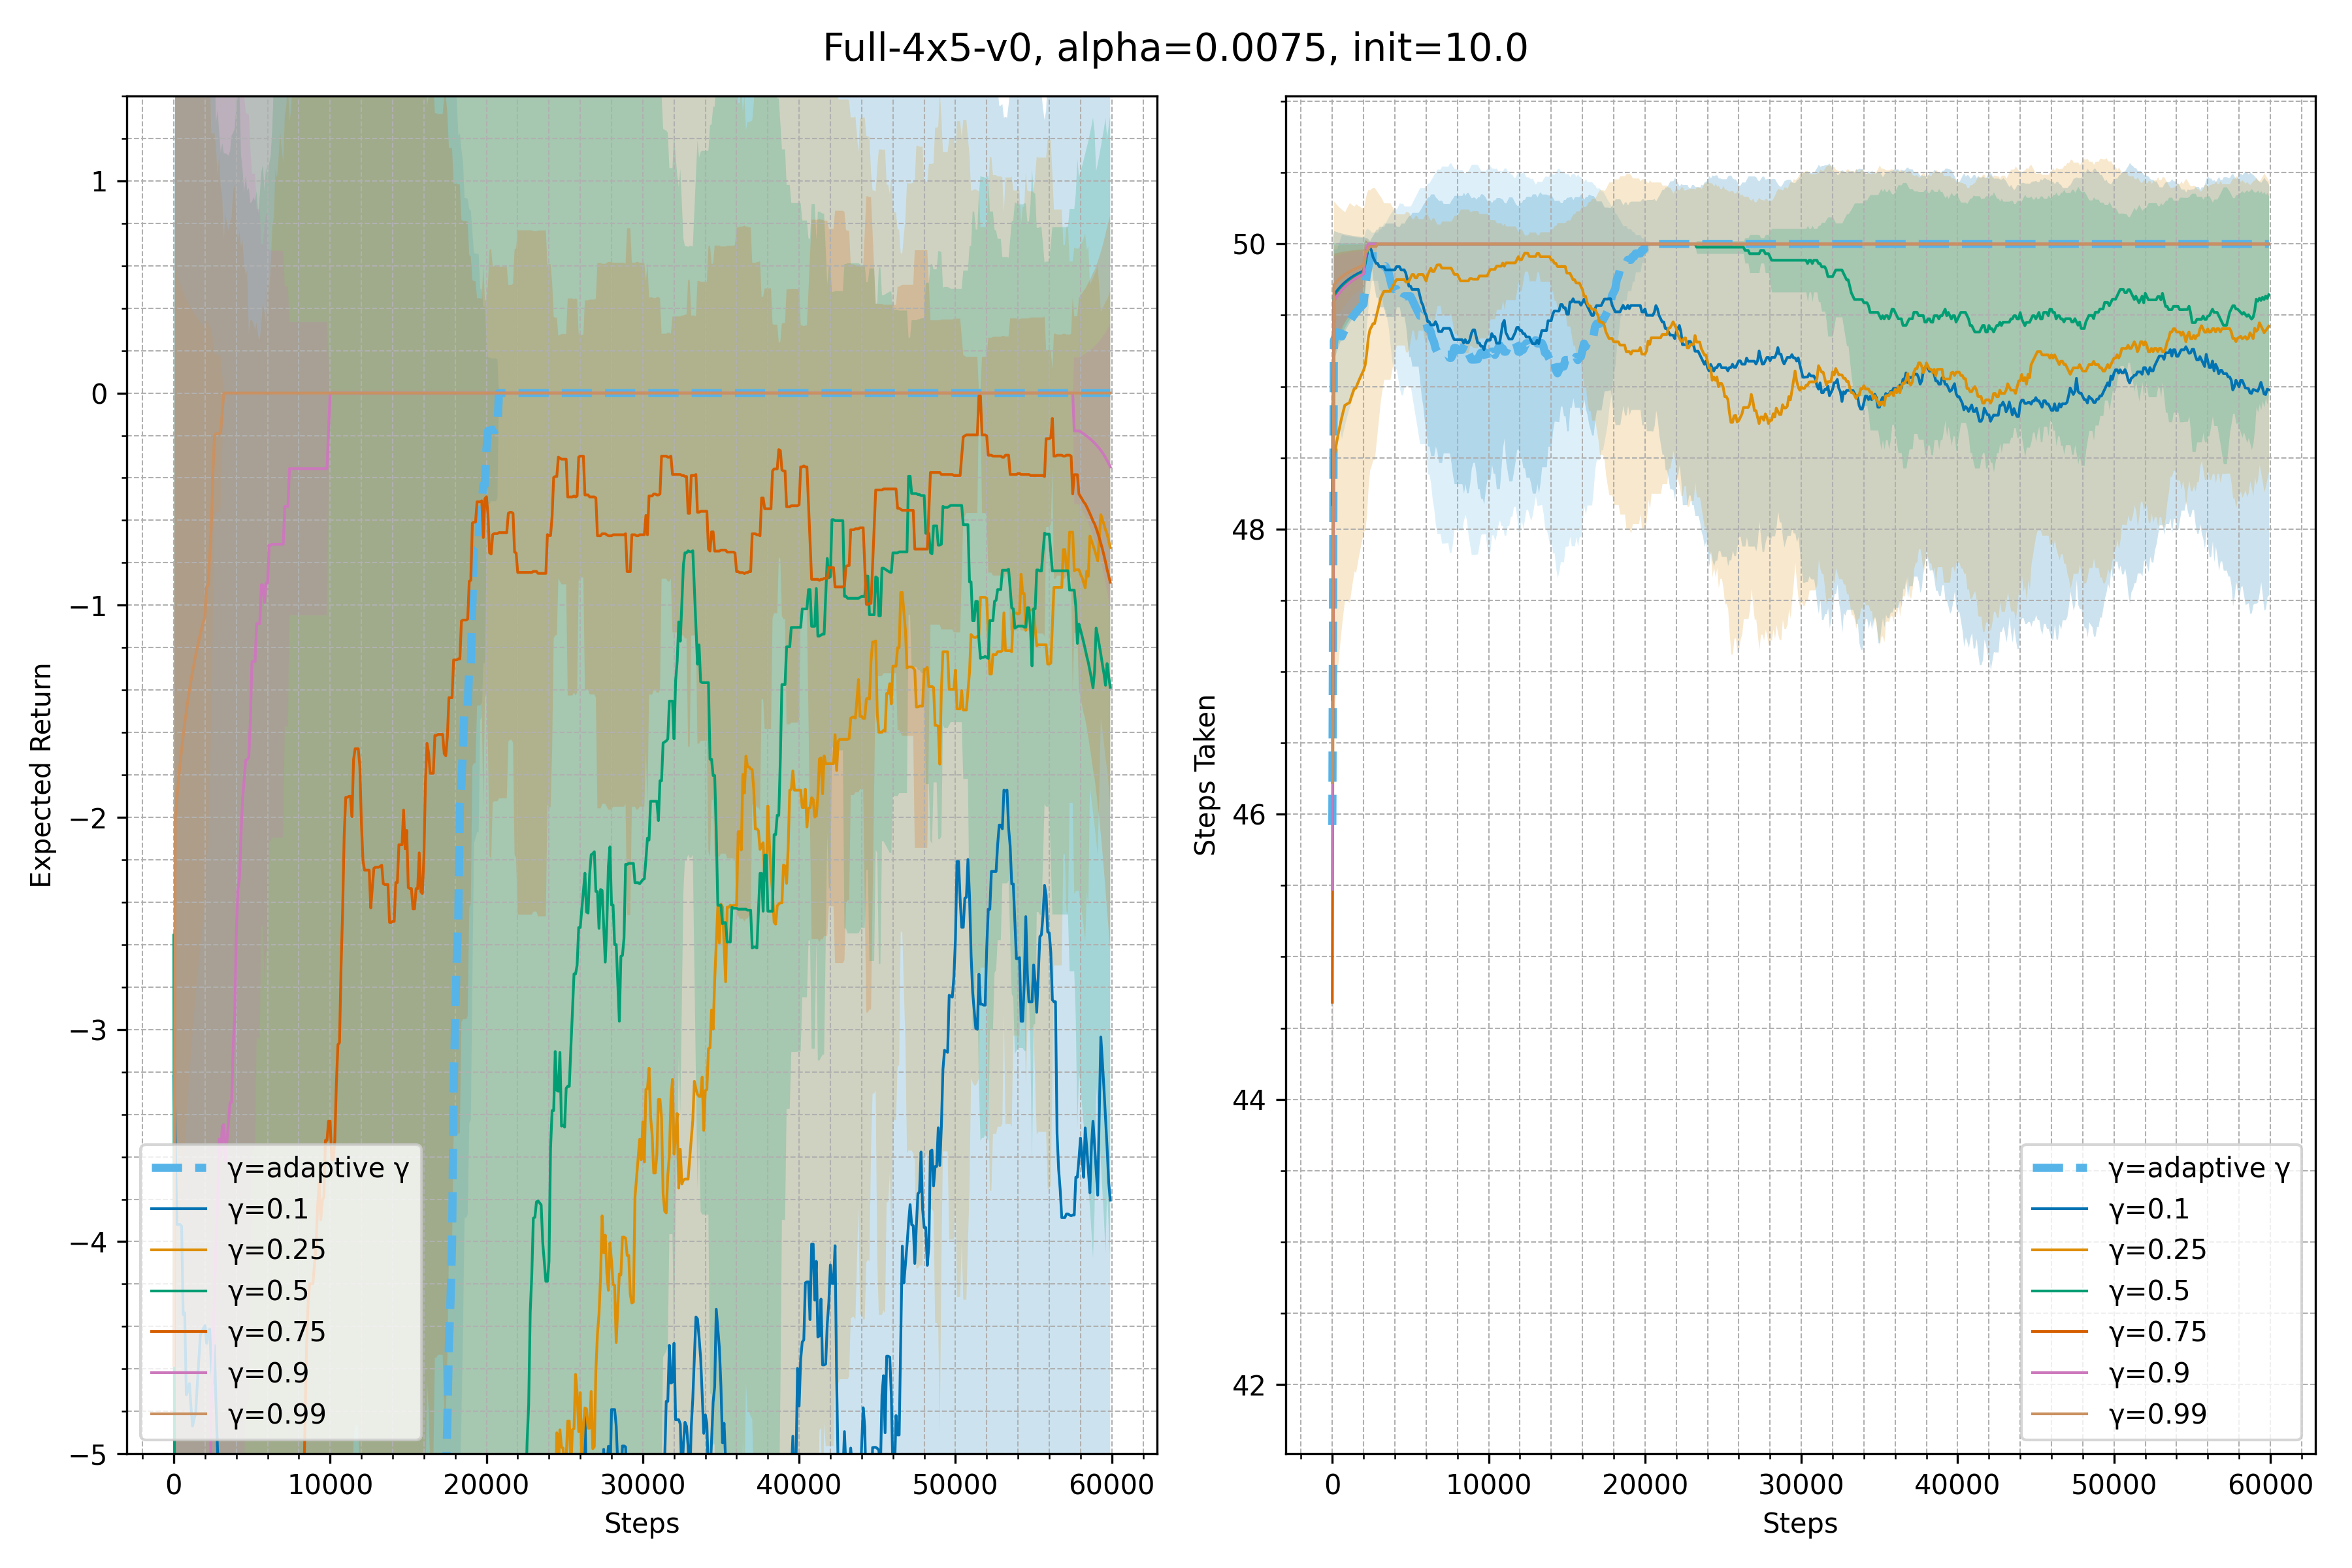 Full-4x5-v0, alpha=0.0075, init=10.0
Expected Return
1
0
−1
−2
−3
−4
−5
0 10000 20000 30000 40000 50000 60000
Steps
γ=adaptive γ
γ=0.1
γ=0.25
γ=0.5
γ=0.75
γ=0.9
γ=0.99
Steps Taken
50
48
46
44
42
0 10000 20000 30000 40000 50000 60000
Steps
γ=adaptive γ
γ=0.1
γ=0.25
γ=0.5
γ=0.75
γ=0.9
γ=0.99